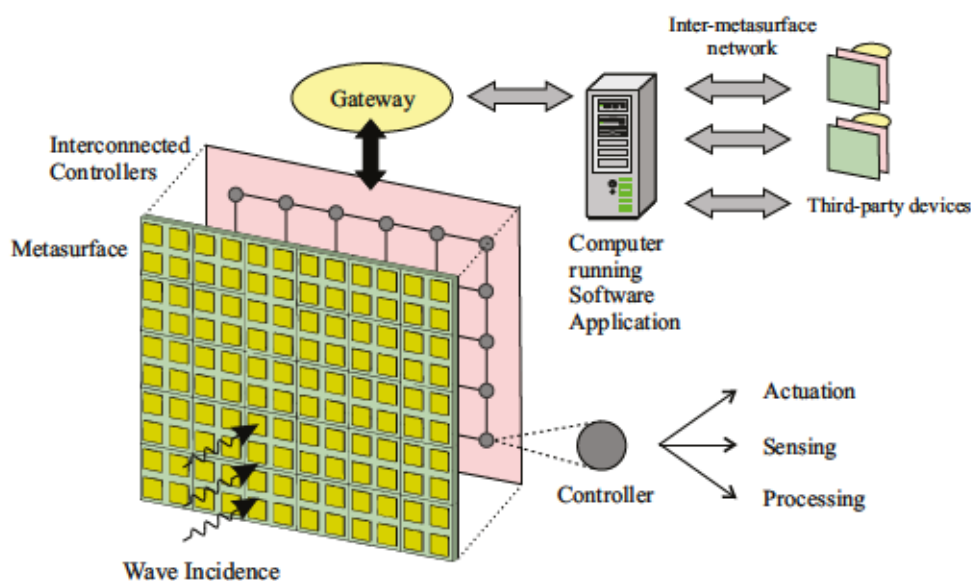 Inter-metasurface
network
Gateway
Interconnected
Controllers
Metasurface
Third-party devices
Computer
running
Software
Application
Actuation
Sensing
Controller
Processing
Wave Incidence